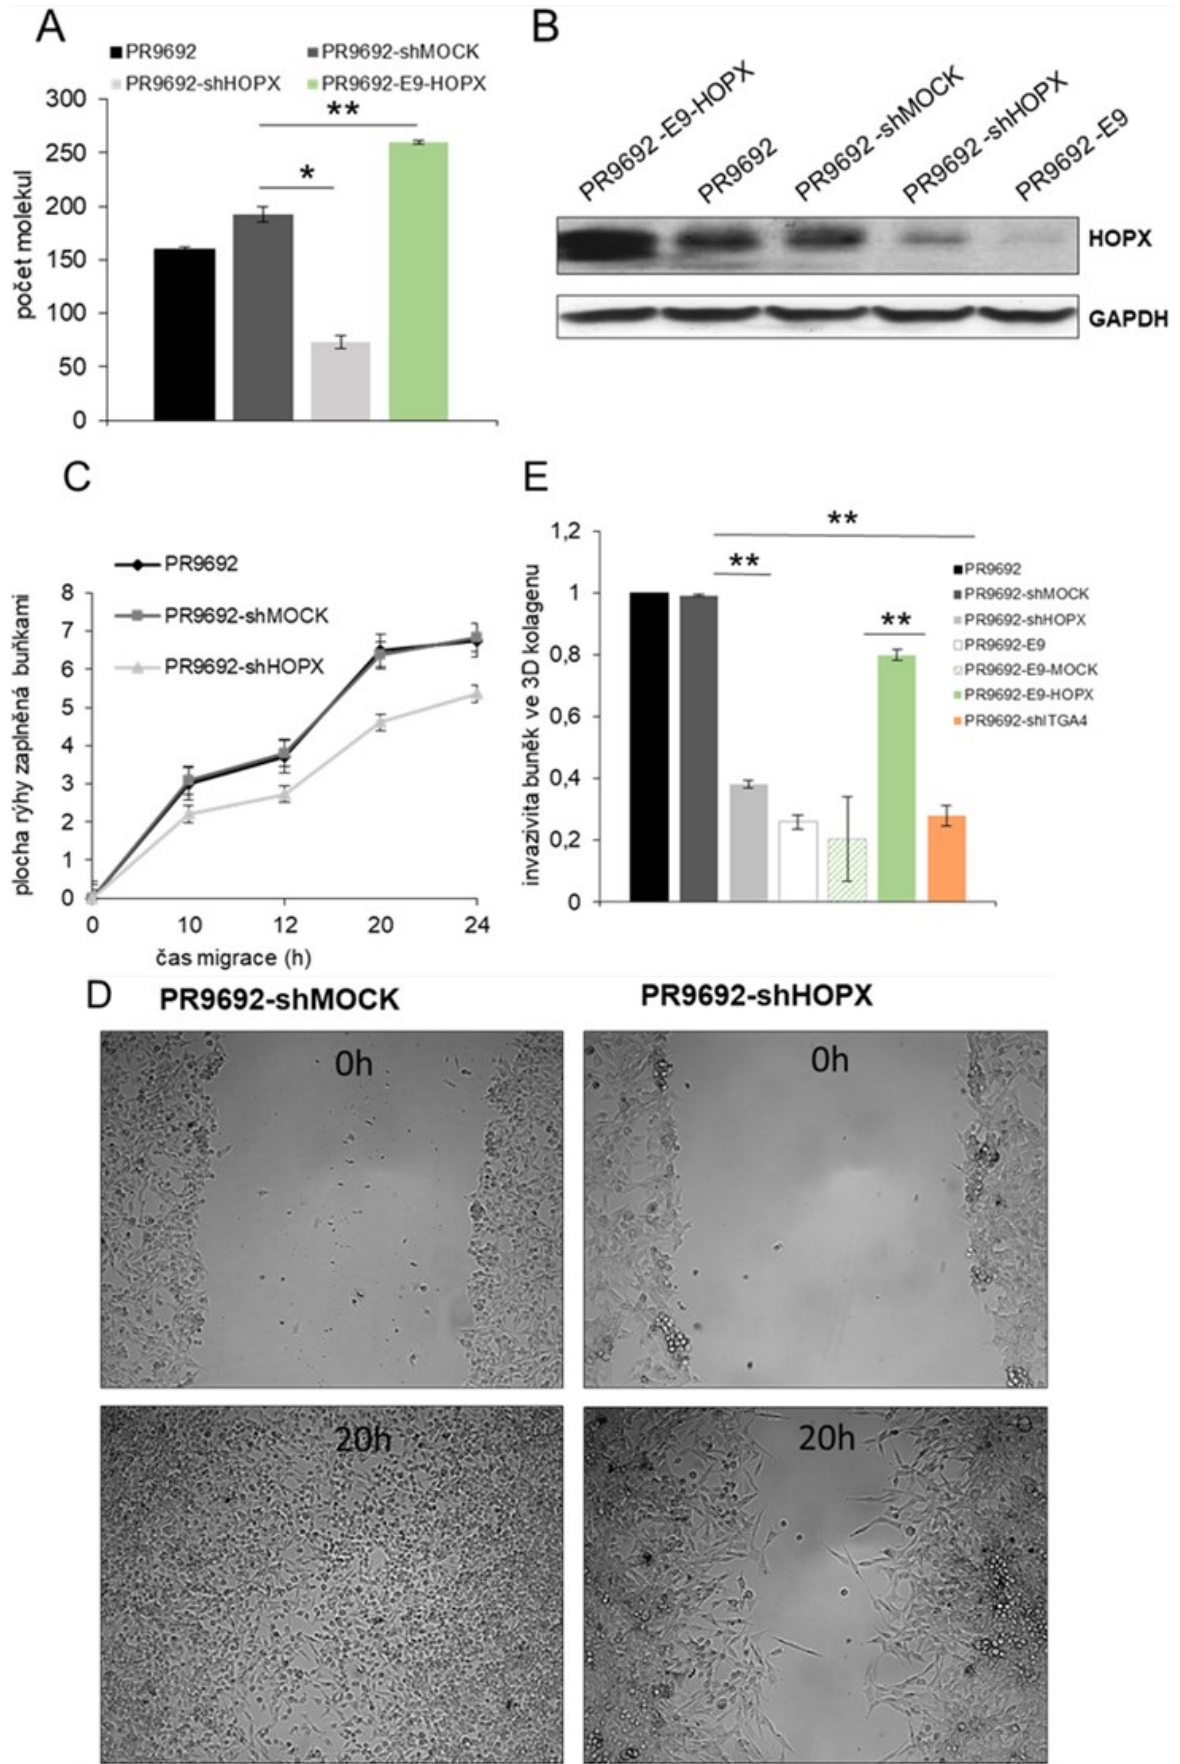 A
PR9692
PR9692-shMOCK
PR9692-shHOPX
PR9692-E9-HOPX
300
250
200
150
100
50
0
počet molekul
**
*
B
PR9692-E9-HOPX
PR9692
PR9692-shMOCK
PR9692-shHOPX
PR9692-E9
HOPX
GAPDH
C
PR9692
PR9692-shMOCK
PR9692-shHOPX
8
7
6
5
4
3
2
1
0
plocha rýhy zaplněná buňkami
0 10 12 20 24
čas migrace (h)
E
1,2
1
0,8
0,6
0,4
0,2
0
invazivita buněk ve 3D kolagenu
**
**
**
PR9692
PR9692-shMOCK
PR9692-shHOPX
PR9692-E9
PR9692-E9-MOCK
PR9692-E9-HOPX
PR9692-shITGA4
D
PR9692-shMOCK
PR9692-shHOPX
0h
0h
20h
20h